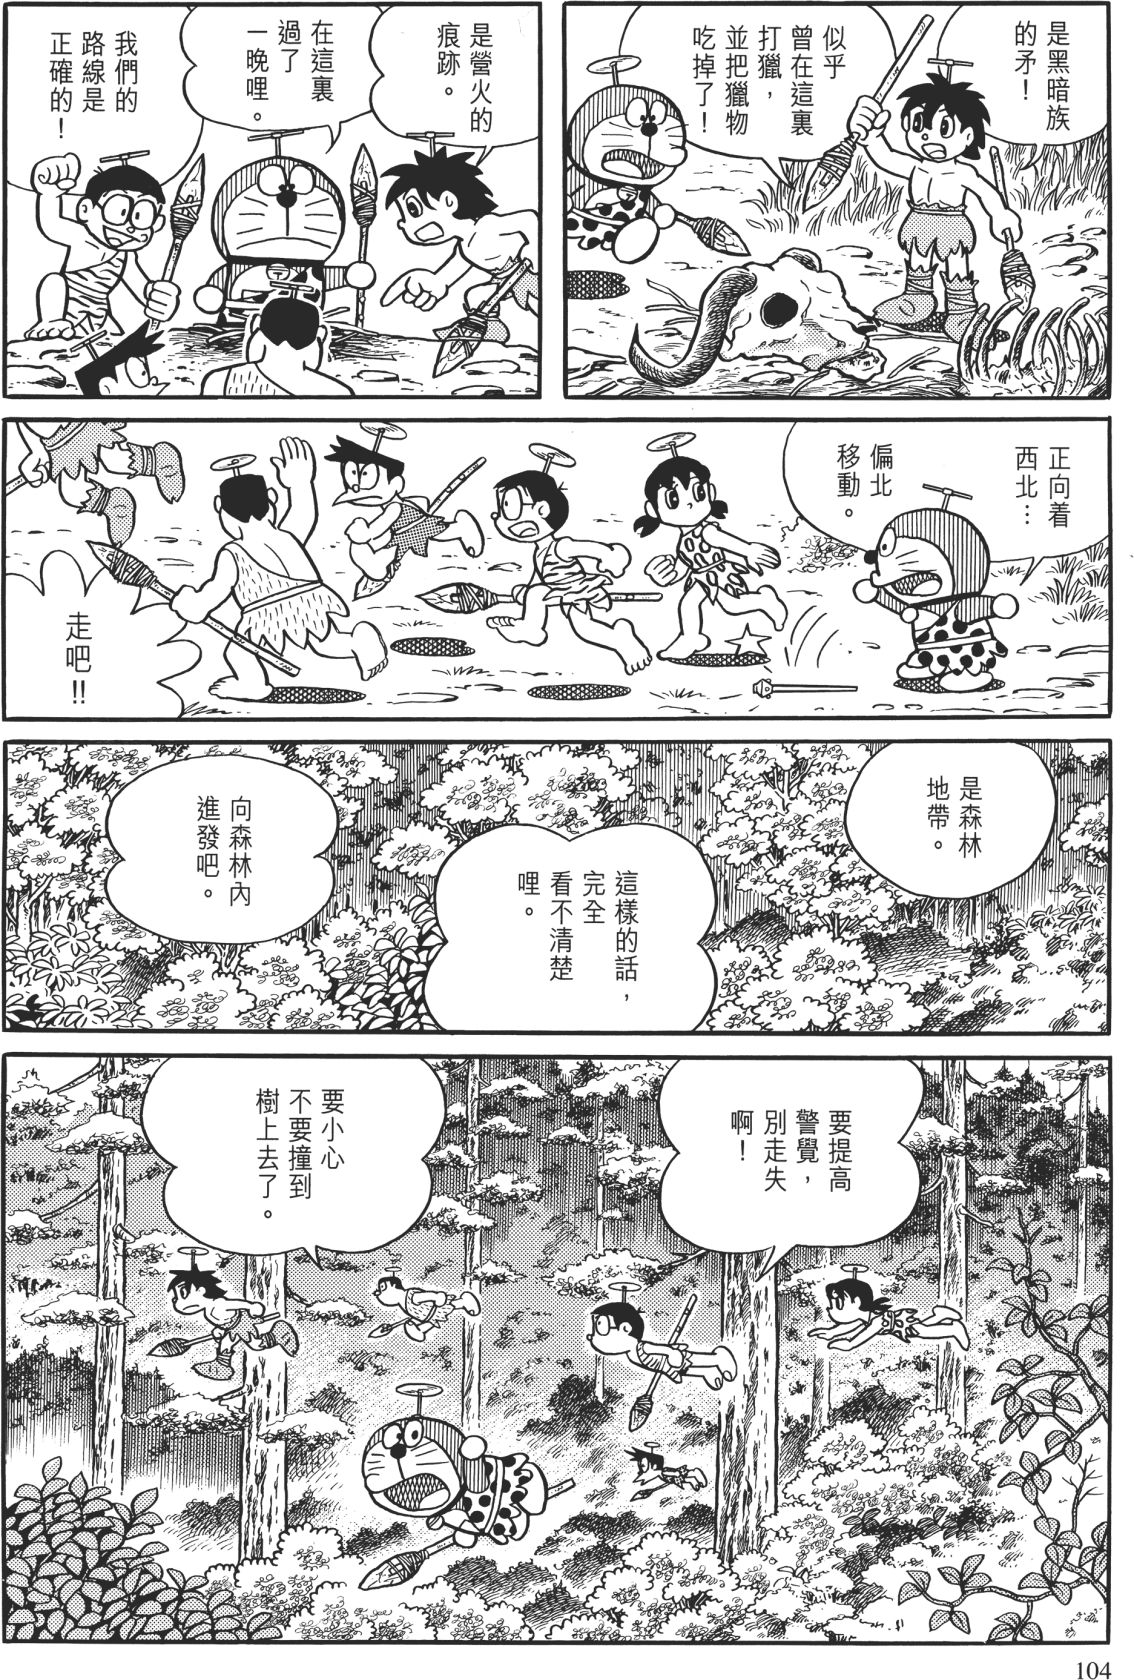 是黑暗族
的矛！
似乎
曾在這裏
打獵，
並把獵物
吃掉了！
是營火的
痕跡。
在這裏
過了
一晚哩。
我們的
路線是
正確的！
正向着
西北…
偏北
移動。
走吧！！
是森林
地帶。
這樣的話，
完全
看不清楚
哩。
向森林內
進發吧。
要提高
警覺，
別走失
啊！
要小心
不要撞到
樹上去了。
104